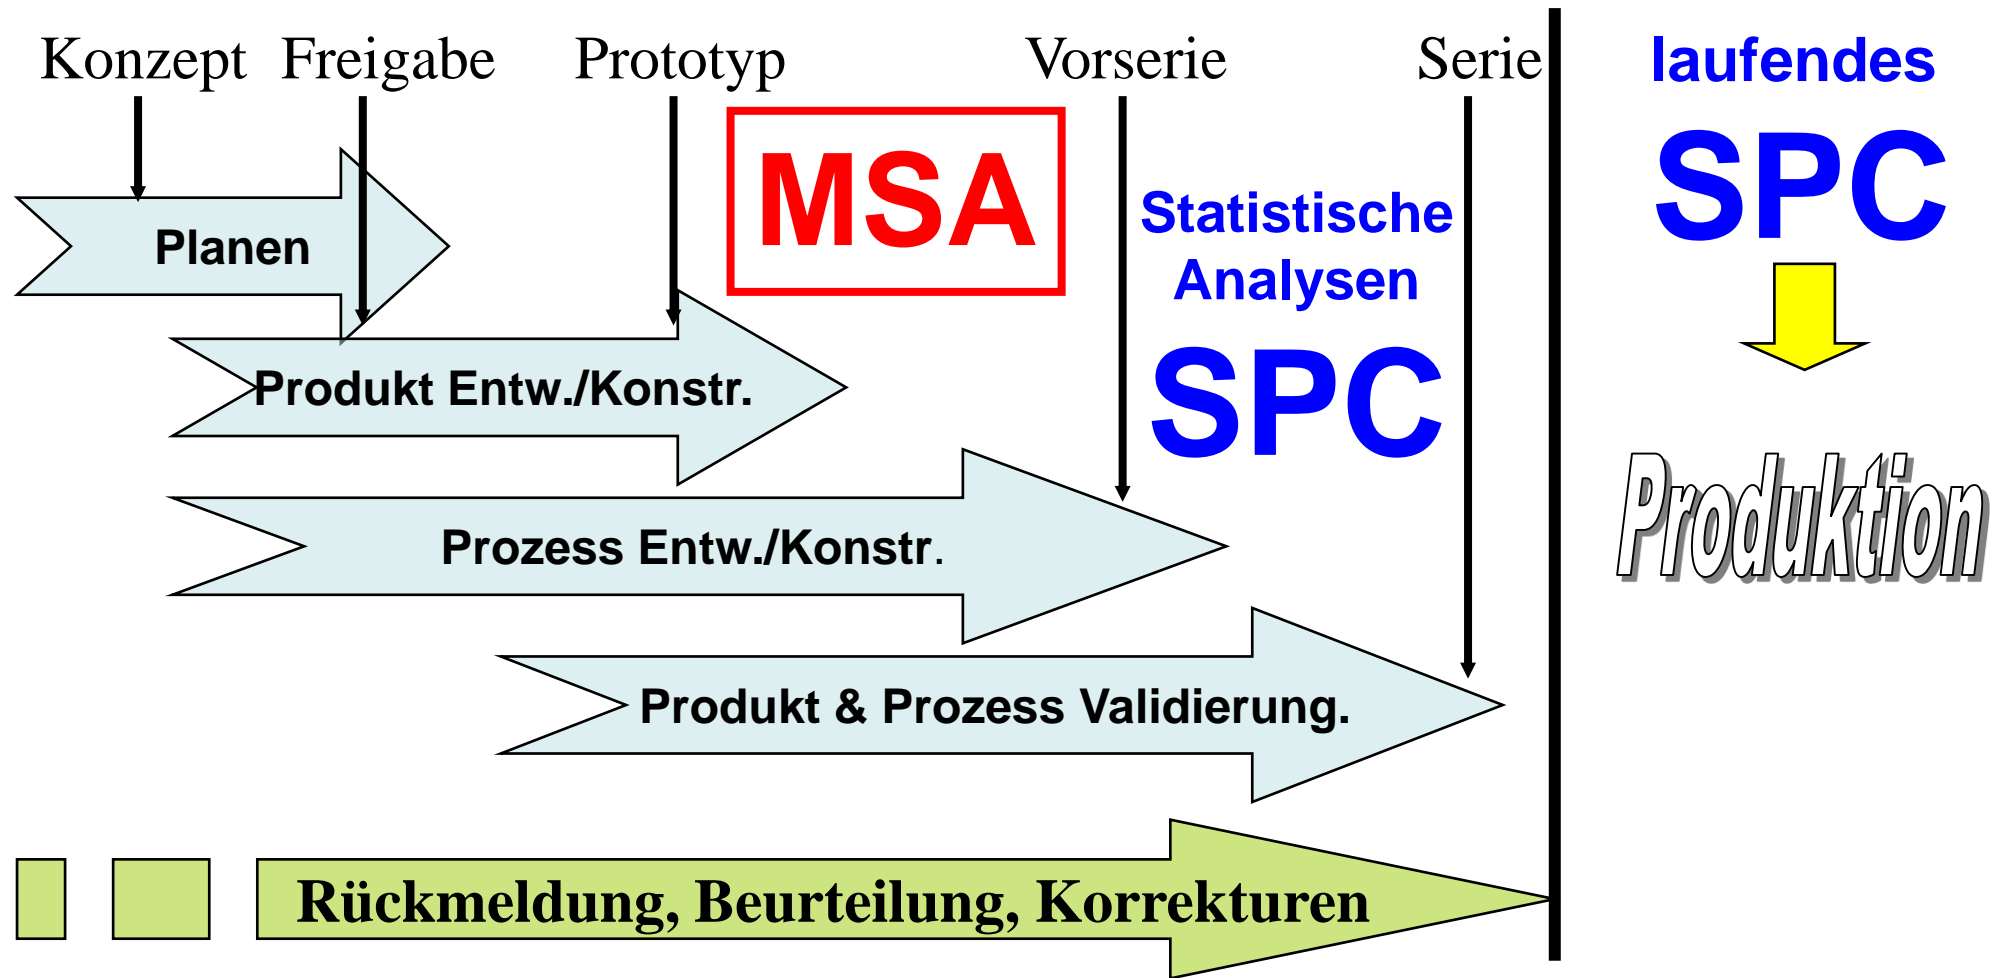 Konzept Freigabe Prototyp Vorserie Serie
laufendes
SPC
MSA
Statistische
Analysen
SPC
Planen
Produkt Entw./Konstr.
Prozess Entw./Konstr.
Produktion
Produkt & Prozess Validierung.
Rückmeldung, Beurteilung, Korrekturen